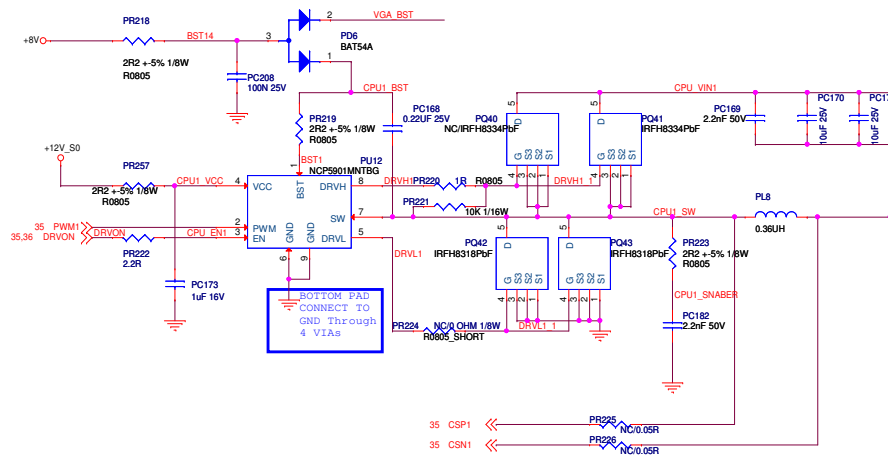 PR218
+8V
2R2 +-5% 1/8W
R0805
BST14
3
2
VGA_BST
PD6
BAT54A
1
PC208
100N 25V
CPU1_BST
PR219
2R2 +-5% 1/8W
R0805
PC168
0.22UF 25V
BST1
1
PU12
NCP5901MNTBG
+12V_S0
PR257
2R2 +-5% 1/8W
R0805
CPU1_VCC
4
VCC
BST
DRVH
8
DRVH1
PR220
1R
R0805
DRVH1_1
PR221
10K 1/16W
SW
7
35 PWM1
2
PWM
35,36 DRVON
DRVON
CPU_EN1
3
EN
GND
GND
DRVL
5
6
9
PR222
2.2R
PC173
1uF 16V
BOTTOM PAD
CONNECT TO
GND Through
4 VIAs
DRVL1
PR224
NC/0 OHM 1/8W
R0805_SHORT
DRVL1_1
PQ40
NC/IRFH8334PbF
5
D
G
S3
S2
S1
4
3
2
1
PQ41
IRFH8334PbF
5
D
G
S3
S2
S1
4
3
2
1
CPU_VIN1
PC169
2.2nF 50V
PC170
10uF 25V
PC17
10uF 25V
CPU1_SW
PL8
0.36UH
PQ42
IRFH8318PbF
5
D
G
S3
S2
S1
4
3
2
1
PQ43
IRFH8318PbF
5
D
G
S3
S2
S1
4
3
2
1
PR223
2R2 +-5% 1/8W
R0805
CPU1_SNABER
PC182
2.2nF 50V
35 CSP1
PR225
NC/0.05R
35 CSN1
PR226
NC/0.05R